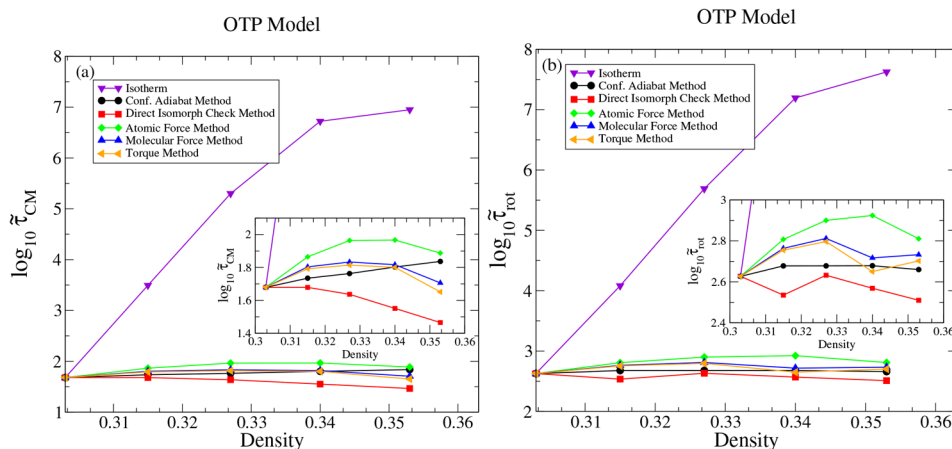 OTP Model
(a)
Isotherm
Conf. Adiabat Method
Direct Isomorph Check Method
Atomic Force Method
Molecular Force Method
Torque Method
log10 τ̃CM
8
7
6
5
4
3
2
1
0.31 0.32 0.33 0.34 0.35 0.36
Density
log10 τ̃CM
2
1.8
1.6
1.4
0.3 0.31 0.32 0.33 0.34 0.35 0.36
Density
OTP Model
(b)
Isotherm
Conf. Adiabat Method
Direct Isomorph Check Method
Atomic Force Method
Molecular Force Method
Torque Method
log10 τ̃rot
8
7
6
5
4
3
2
0.31 0.32 0.33 0.34 0.35 0.36
Density
log10 τ̃rot
3
2.8
2.6
2.4
0.3 0.31 0.32 0.33 0.34 0.35 0.36
Density